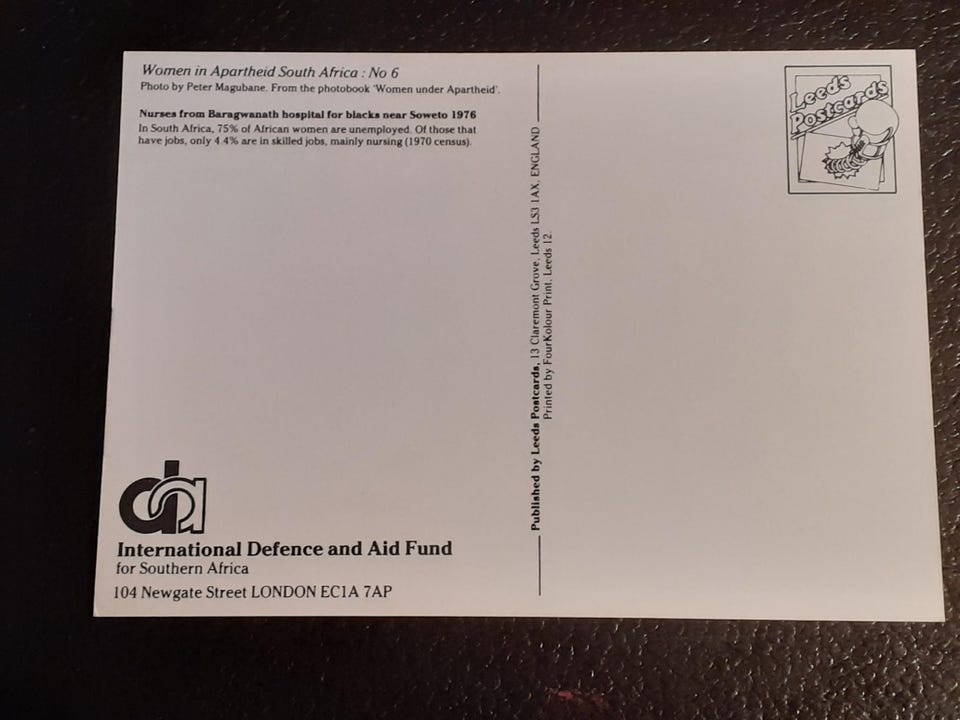 Women in Apartheid South Africa : No 6
Photo by Peter Magubane. From the photobook 'Women under Apartheid'.
Nurses from Baragwanath hospital for blacks near Soweto 1976
In South Africa, 75% of African women are unemployed. Of those that
have jobs, only 4.4% are in skilled jobs, mainly nursing (1970 census).
International Defence and Aid Fund
for Southern Africa
104 Newgate Street LONDON EC1A 7AP
Published by Leeds Postcards, 13 Claremont Grove, Leeds LS3 1AX, ENGLAND
Printed by FourKolour Print, Leeds 12.
Leeds
Postcards